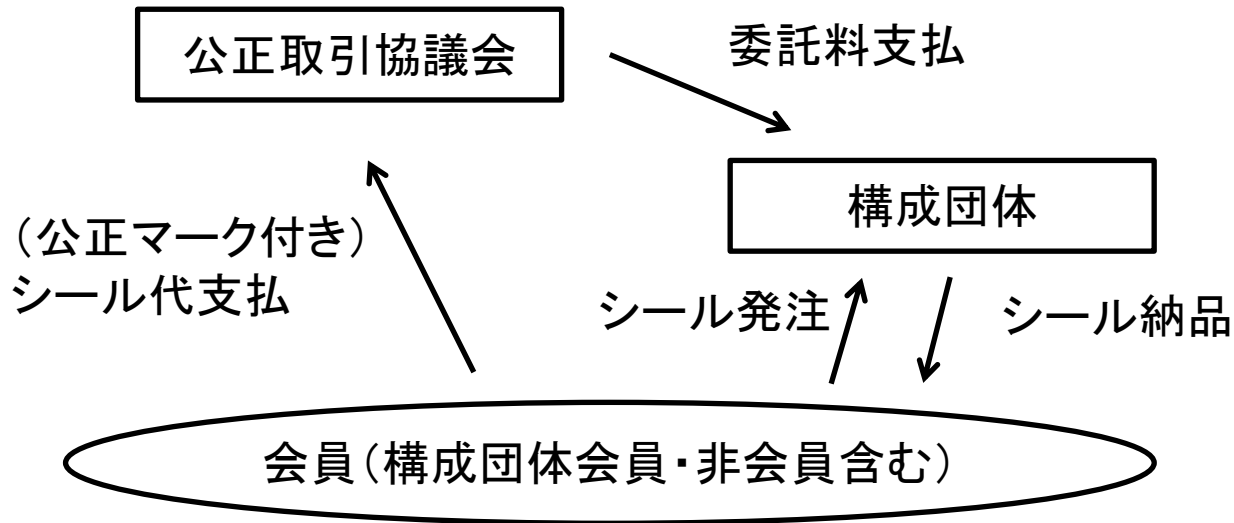 公正取引協議会
委託料支払
構成団体
（公正マーク付き）
シール代支払
シール発注
シール納品
会員（構成団体会員・非会員含む）